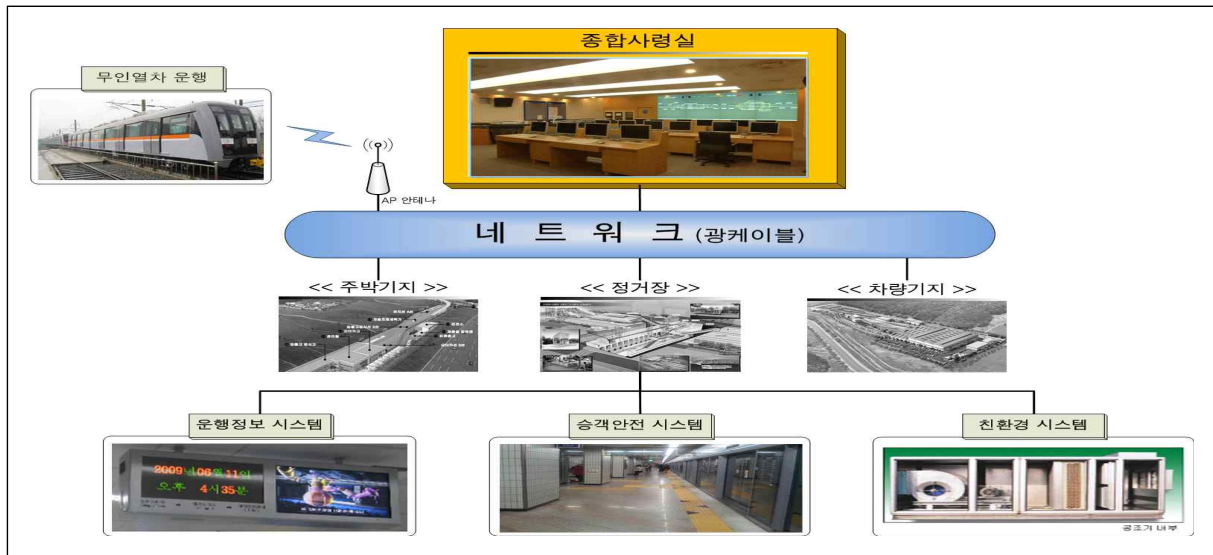 종합사령실
무인열차 운행
AP 안테나
네 트 워 크 (광케이블)
<< 주박기지 >>
<< 정거장 >>
<< 차량기지 >>
운행정보 시스템
승객안전 시스템
친환경 시스템
2009년 06월 11일
오후 4시 35분
공조기 내부